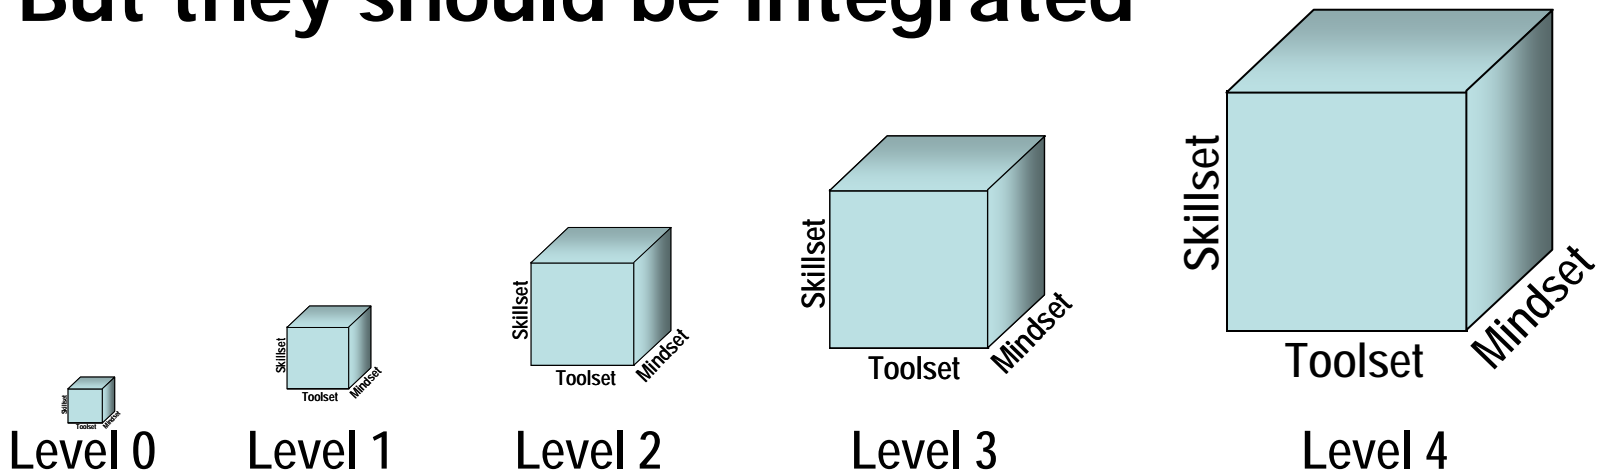 But they should be integrated
Skillset
Toolset
Mindset
Level 0
Skillset
Toolset
Mindset
Level 1
Skillset
Toolset
Mindset
Level 2
Skillset
Toolset
Mindset
Level 3
Skillset
Toolset
Mindset
Level 4